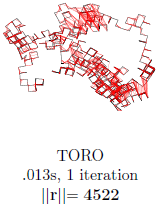 TORO
.013s, 1 iteration
||r||= 4522